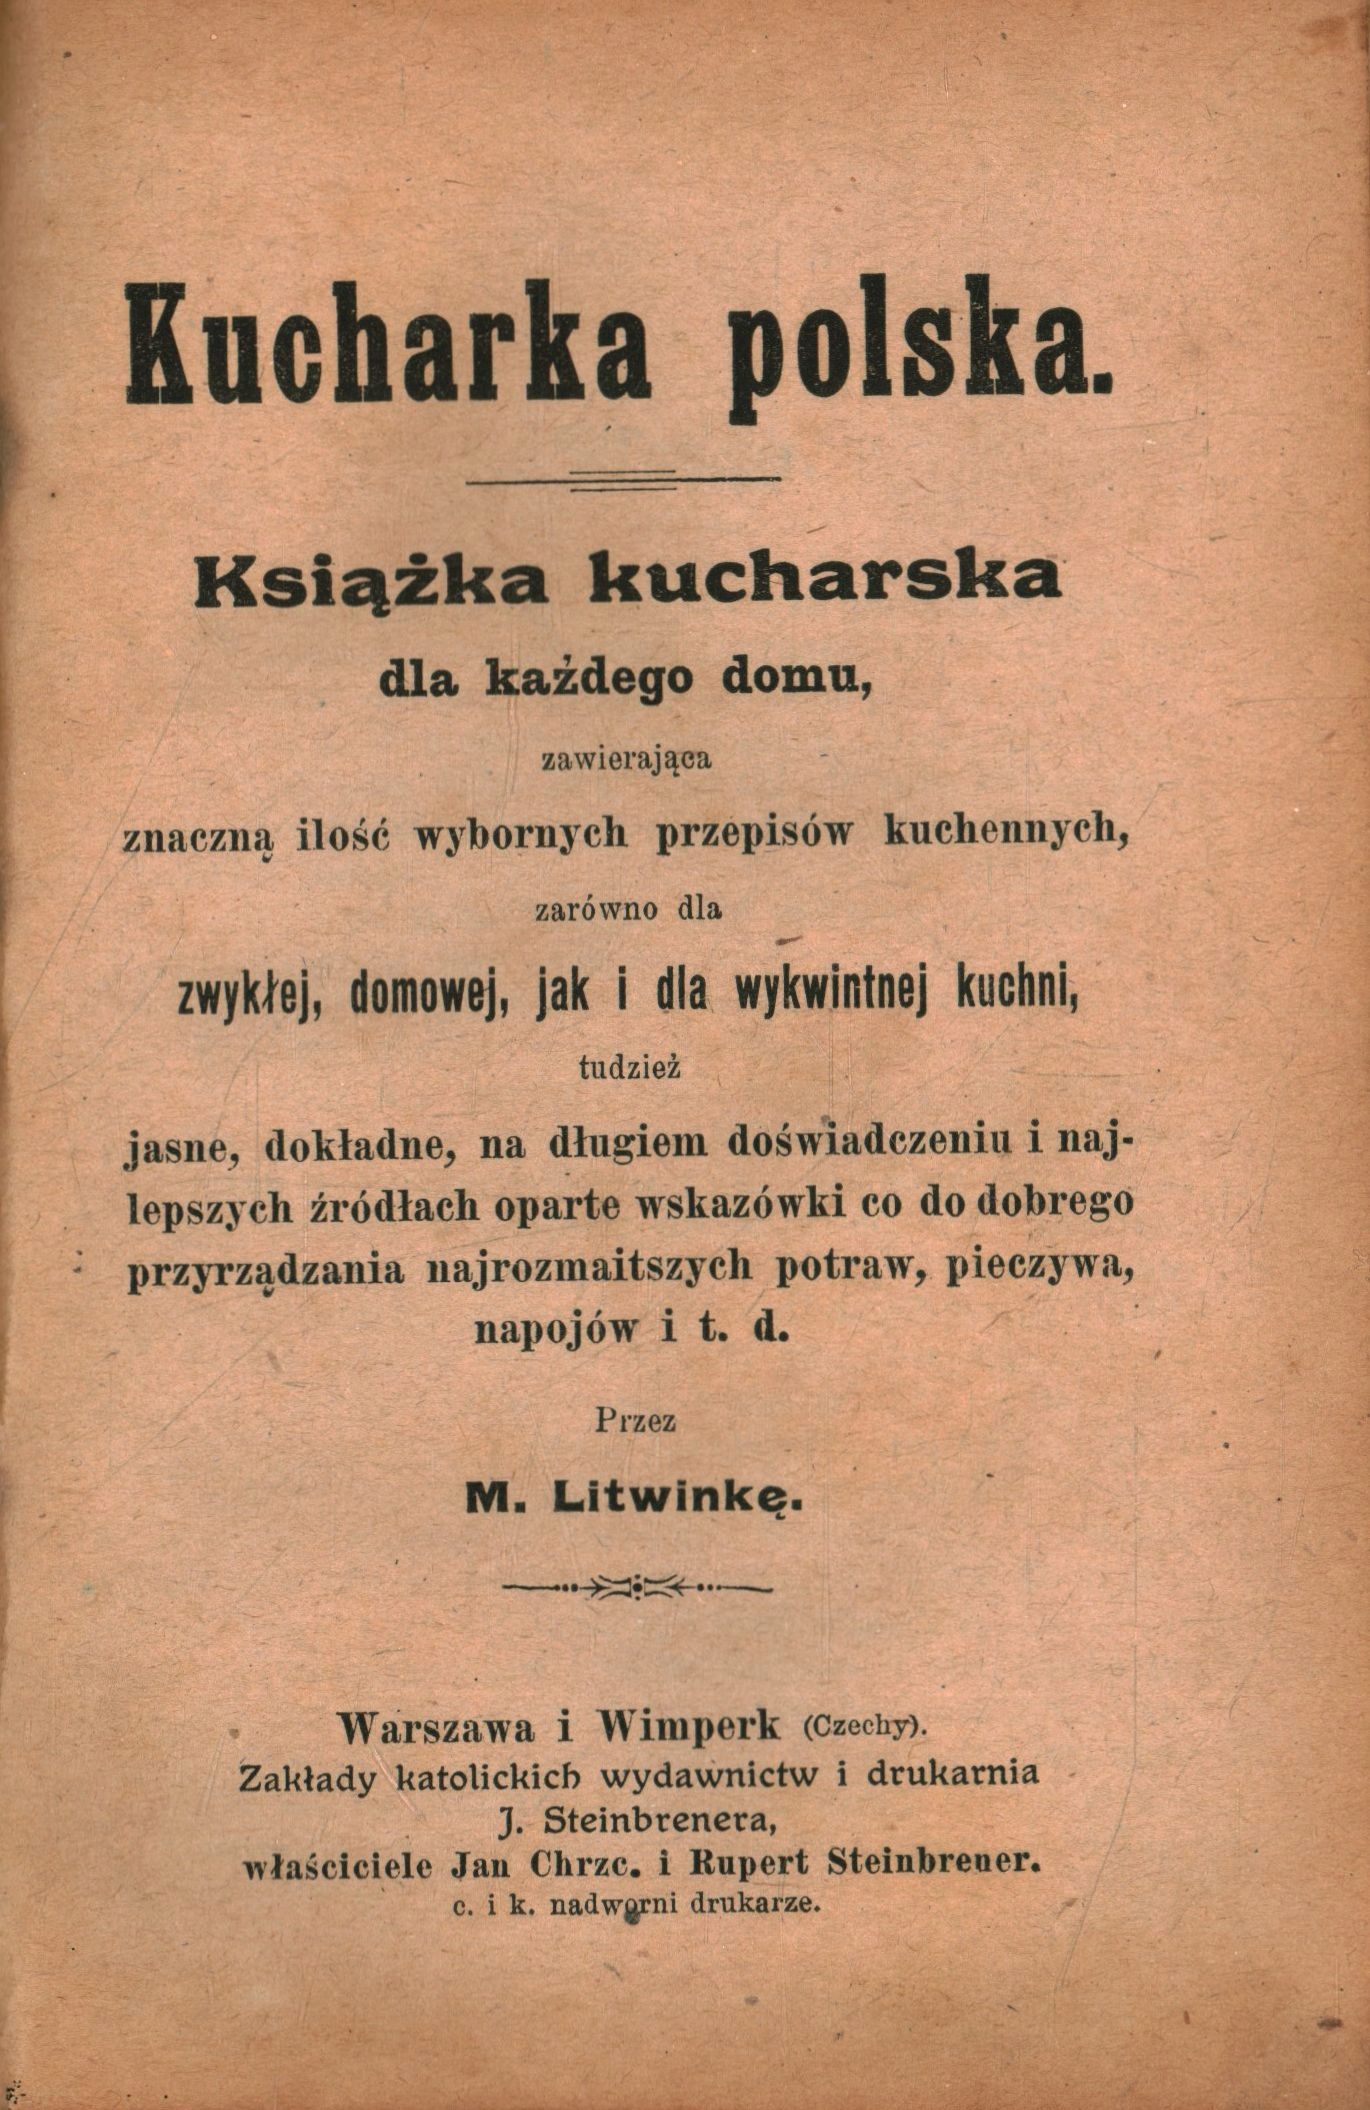 Kucharka polska.
Książka kucharska
dla każdego domu,
zawierająca
znaczną ilość wybornych przepisów kuchennych,
zarówno dla
zwykłej, domowej, jak i dla wykwintnej kuchni,
tudzież
jasne, dokładne, na długiem doświadczeniu i naj-
lepszych źródłach oparte wskazówki co do dobrego
przyrządzania najrozmaitszych potraw, pieczywa,
napojów i t. d.
Przez
M. Litwinkę.
Warszawa i Wimperk (Czechy).
Zakłady katolickich wydawnictw i drukarnia
J. Steinbrenera,
właściciele Jan Chrzc. i Rupert Steinbrener.
c. i k. nadworni drukarze.